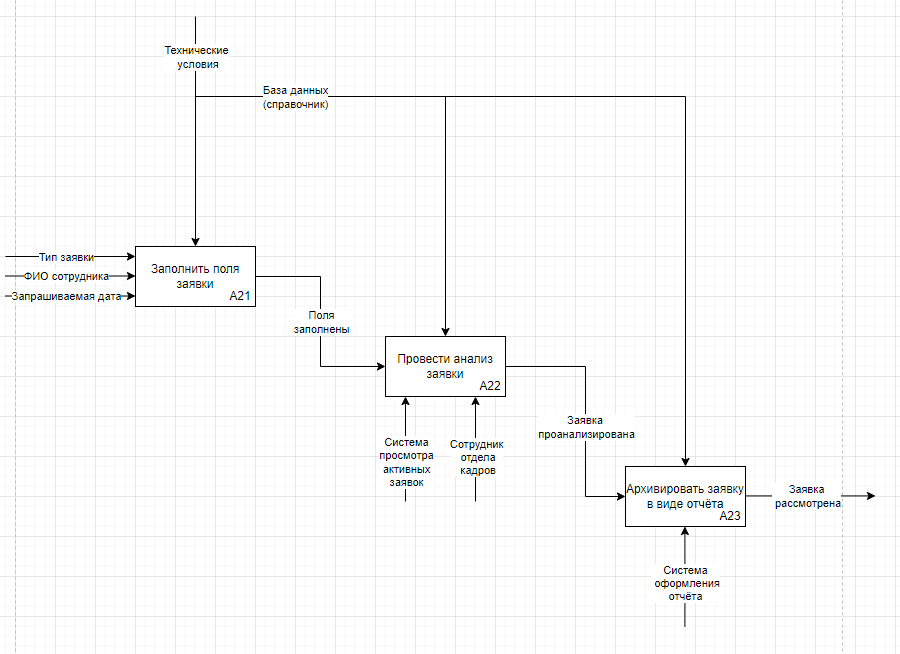 Технические
условия
База данных
(справочник)
Тип заявки
ФИО сотрудника
Запрашиваемая дата
Заполнить поля
заявки
A21
Поля
заполнены
Провести анализ
заявки
A22
Система
просмотра
активных
заявок
Сотрудник
отдела
кадров
Заявка
проанализирована
Архивировать заявку
в виде отчёта
A23
Заявка
рассмотрена
Система
оформления
отчёта